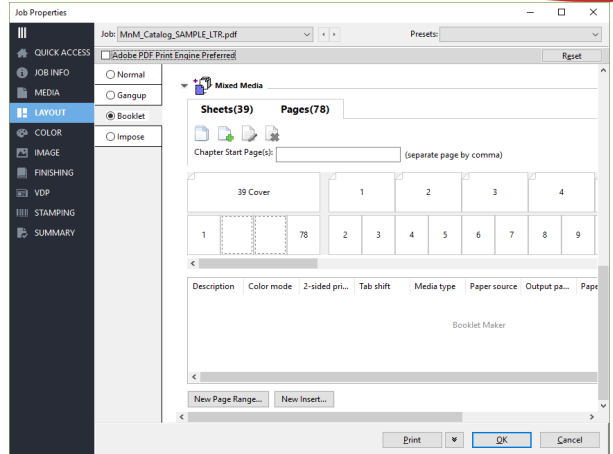 Job Properties
Job: MnM_Catalog_SAMPLE_LTR.pdf Presets:
QUICK ACCESS
JOB INFO
MEDIA
LAYOUT
COLOR
IMAGE
FINISHING
VDP
STAMPING
SUMMARY
Adobe PDF Print Engine Preferred Reset
Normal
Gangup
Booklet
Impose
Mixed Media
Sheets(39) Pages(78)
Chapter Start Page(s): (separate page by comma)
39 Cover 1 2 3 4
1 78 2 3 4 5 6 7 8 9
Description Color mode 2-sided pri... Tab shift Media type Paper source Output pa... Pape
Booklet Maker
New Page Range... New Insert...
Print OK Cancel